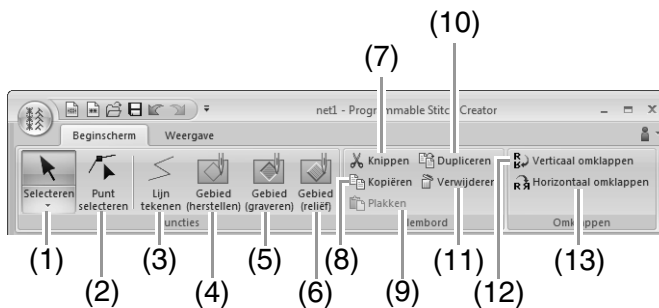 (7)
(10)
net1 - Programmable Stitch Creator
Beginscherm Weergave
Knippen Dupliceren Verticaal omklappen
(12)
Selecteren Punt selecteren Lijn tekenen Gebied (herstellen) Gebied (graveren) Gebied (reliëf)
(8)
Kopiëren Verwijderen Horizontaal omklappen
Plakken
Omklappen
(1)
(2)
(3)
(4)
(5)
(6)
(9)
(11)
(13)